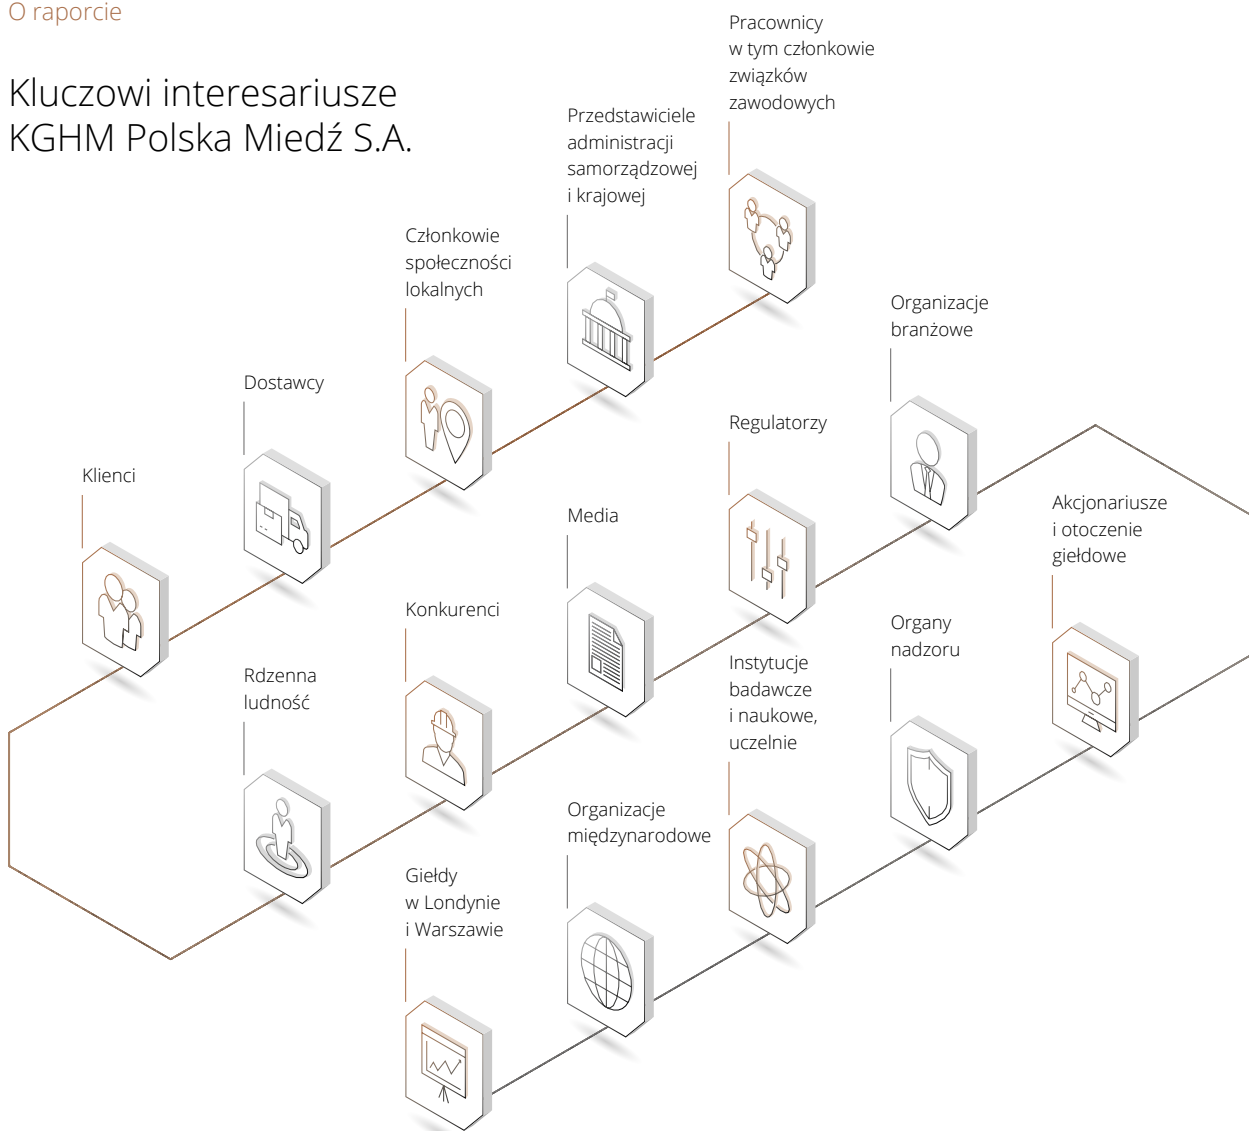 O raporcie
Kluczowi interesariusze
KGHM Polska Miedź S.A.
Pracownicy
w tym członkowie
związków
zawodowych
Przedstawiciele
administracji
samorządowej
i krajowej
Członkowie
społeczności
lokalnych
Dostawcy
Klienci
Organizacje
branżowe
Regulatorzy
Media
Konkurenci
Rdzenna
ludność
Akcjonariusze
i otoczenie
giełdowe
Organy
nadzoru
Instytucje
badawcze
i naukowe,
uczelnie
Organizacje
międzynarodowe
Giełdy
w Londynie
i Warszawie